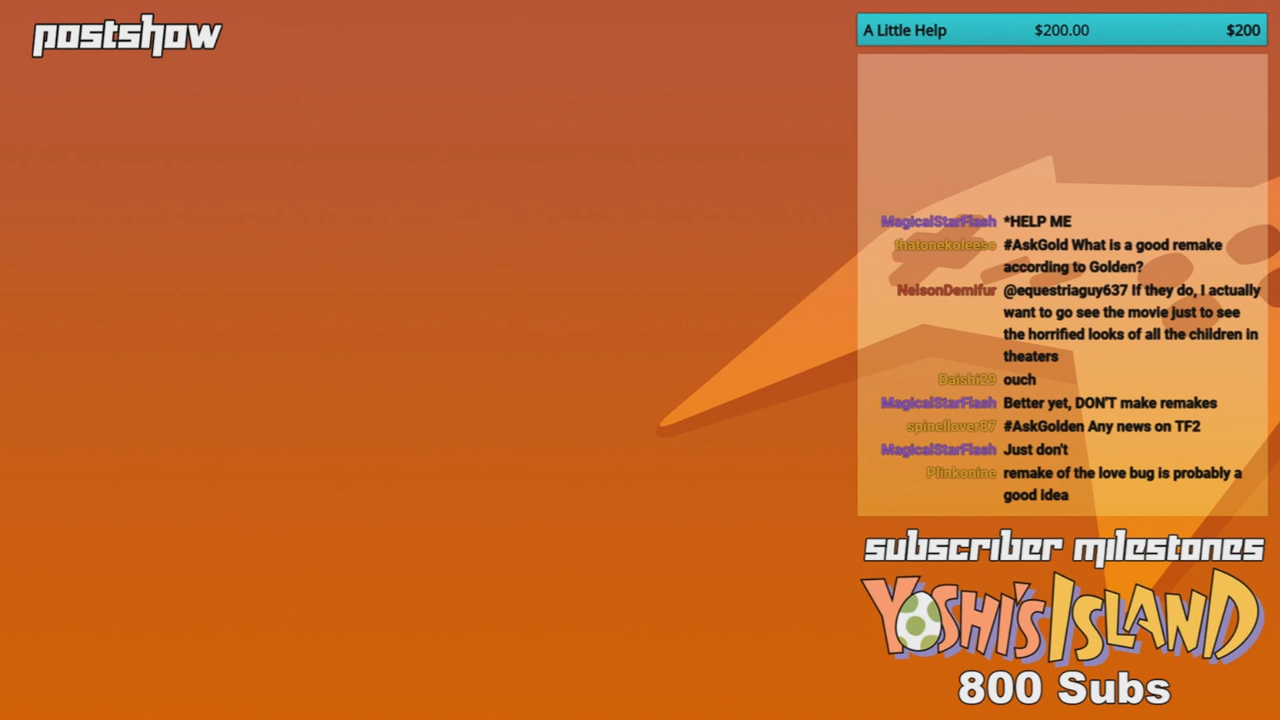 postshow
A Little Help $200.00 $200
MagicalStarFlash *HELP ME
thatonekoleeso #AskGold What is a good remake
according to Golden?
NelsonDemifur @equestriaguy637 If they do, I actually
want to go see the movie just to see
the horrified looks of all the children in
theaters
Daishi29 ouch
MagicalStarFlash Better yet, DON'T make remakes
spinellover87 #AskGolden Any news on TF2
MagicalStarFlash Just don't
Plinkonine remake of the love bug is probably a
good idea
subscriber milestones
YOSHI'S ISLAND
800 Subs